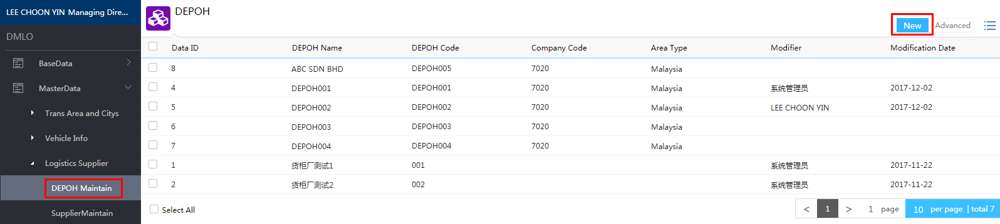 LEE CHOON YIN Managing Dire...
DMLO
BaseData
MasterData
Trans Area and Citys
Vehicle Info
Logistics Supplier
DEPOH Maintain
SupplierMaintain
DEPOH
New Advanced
Data ID DEPOH Name DEPOH Code Company Code Area Type Modifier Modification Date
8 ABC SDN BHD DEPOH005 7020 Malaysia
4 DEPOH001 DEPOH001 7020 Malaysia 系统管理员 2017-12-02
5 DEPOH002 DEPOH002 7020 Malaysia LEE CHOON YIN 2017-12-02
6 DEPOH003 DEPOH003 7020 Malaysia
7 DEPOH004 DEPOH004 7020 Malaysia
1 货柜厂测试1 001 系统管理员 2017-11-22
2 货柜厂测试2 002 系统管理员 2017-11-22
Select All
< 1 > 1 page 10 per page | total 7